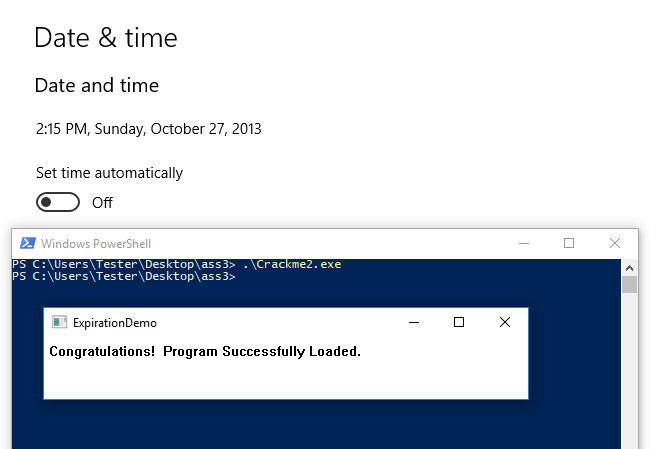 Date & time
Date and time
2:15 PM, Sunday, October 27, 2013
Set time automatically
Off
Windows PowerShell
PS C:\Users\Tester\Desktop\ass3> .\Crackme2.exe
PS C:\Users\Tester\Desktop\ass3>
ExpirationDemo
Congratulations!  Program Successfully Loaded.